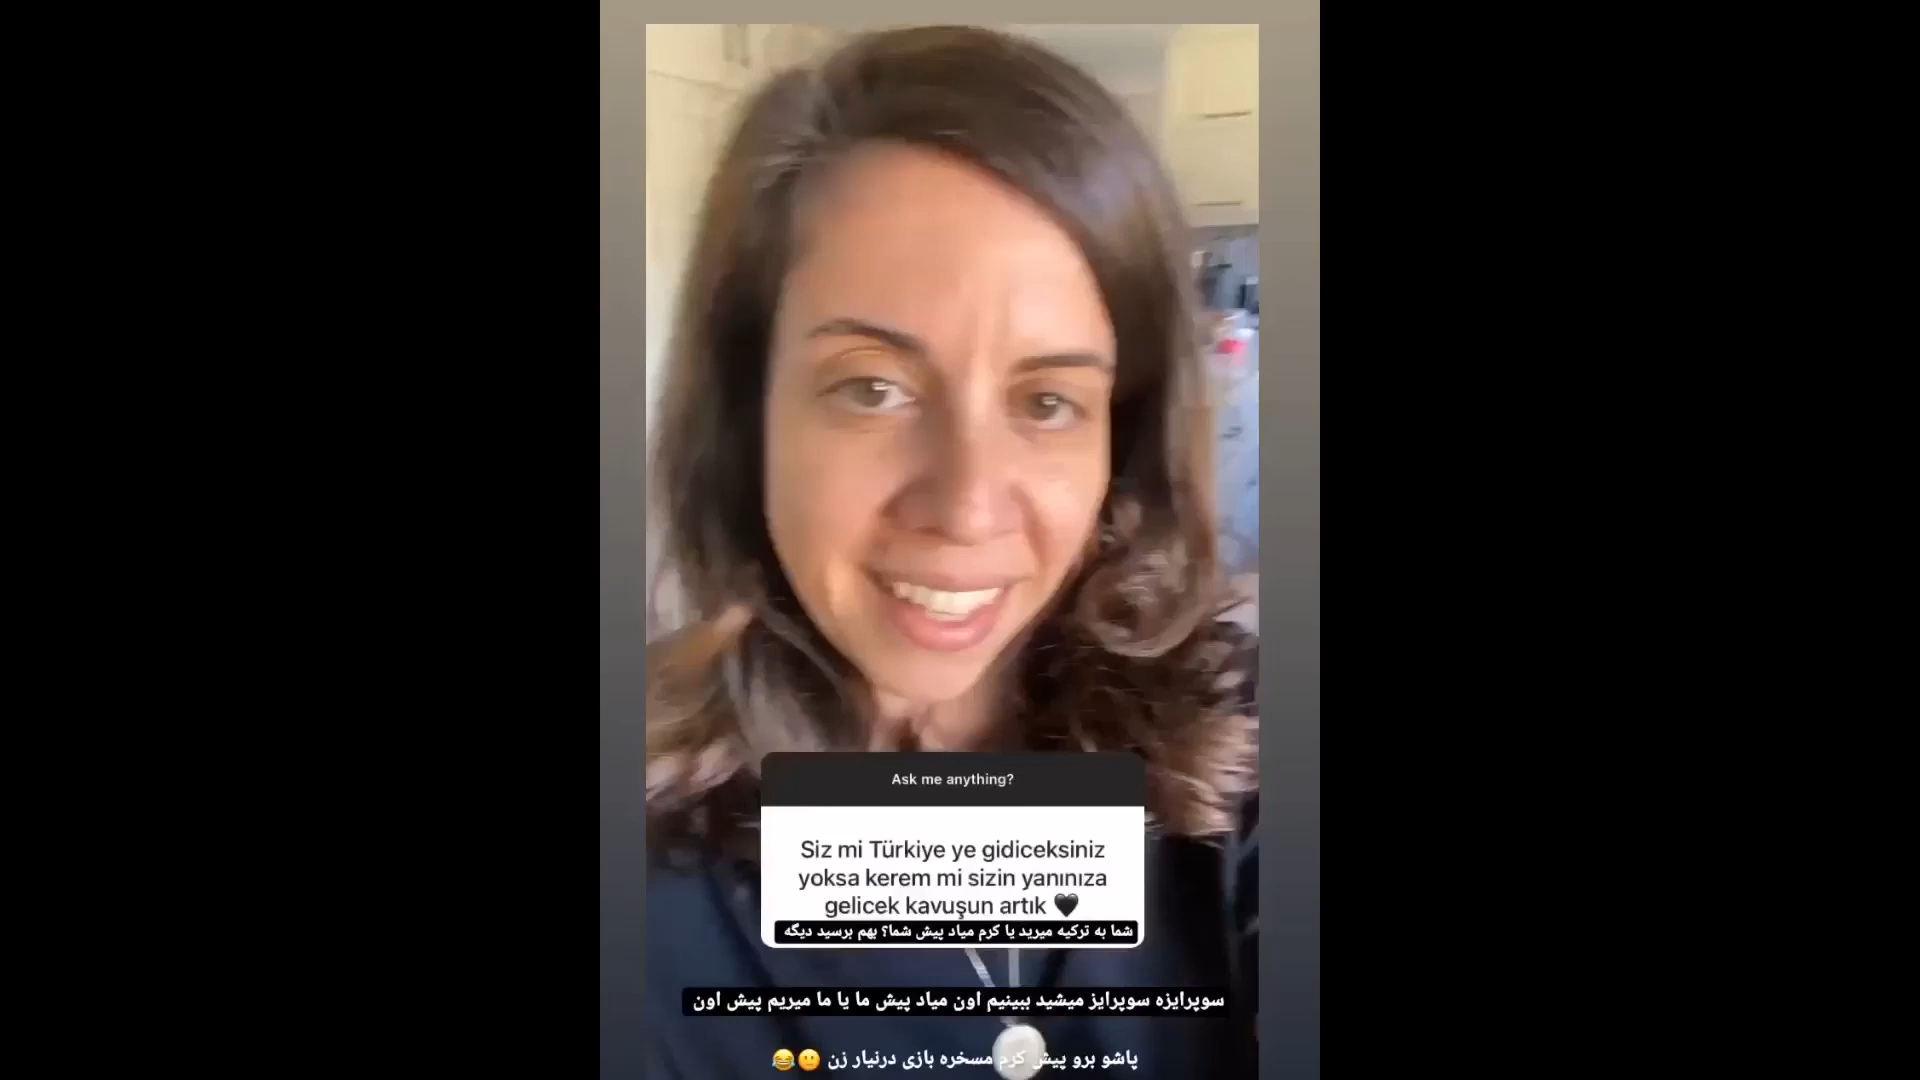 Ask me anything?
Siz mi Türkiye ye gidiceksiniz
yoksa kerem mi sizin yanınıza
gelicek kavuşun artık 🖤
شما به ترکیه میرید یا کرم میاد پیش شما؟ بهم برسید دیگه
سوپرایزه سوپرایز میشید ببینیم اون میاد پیش ما یا ما میریم پیش اون
پاشو برو پیش کرم مسخره بازی درنیار زن 🙂😂